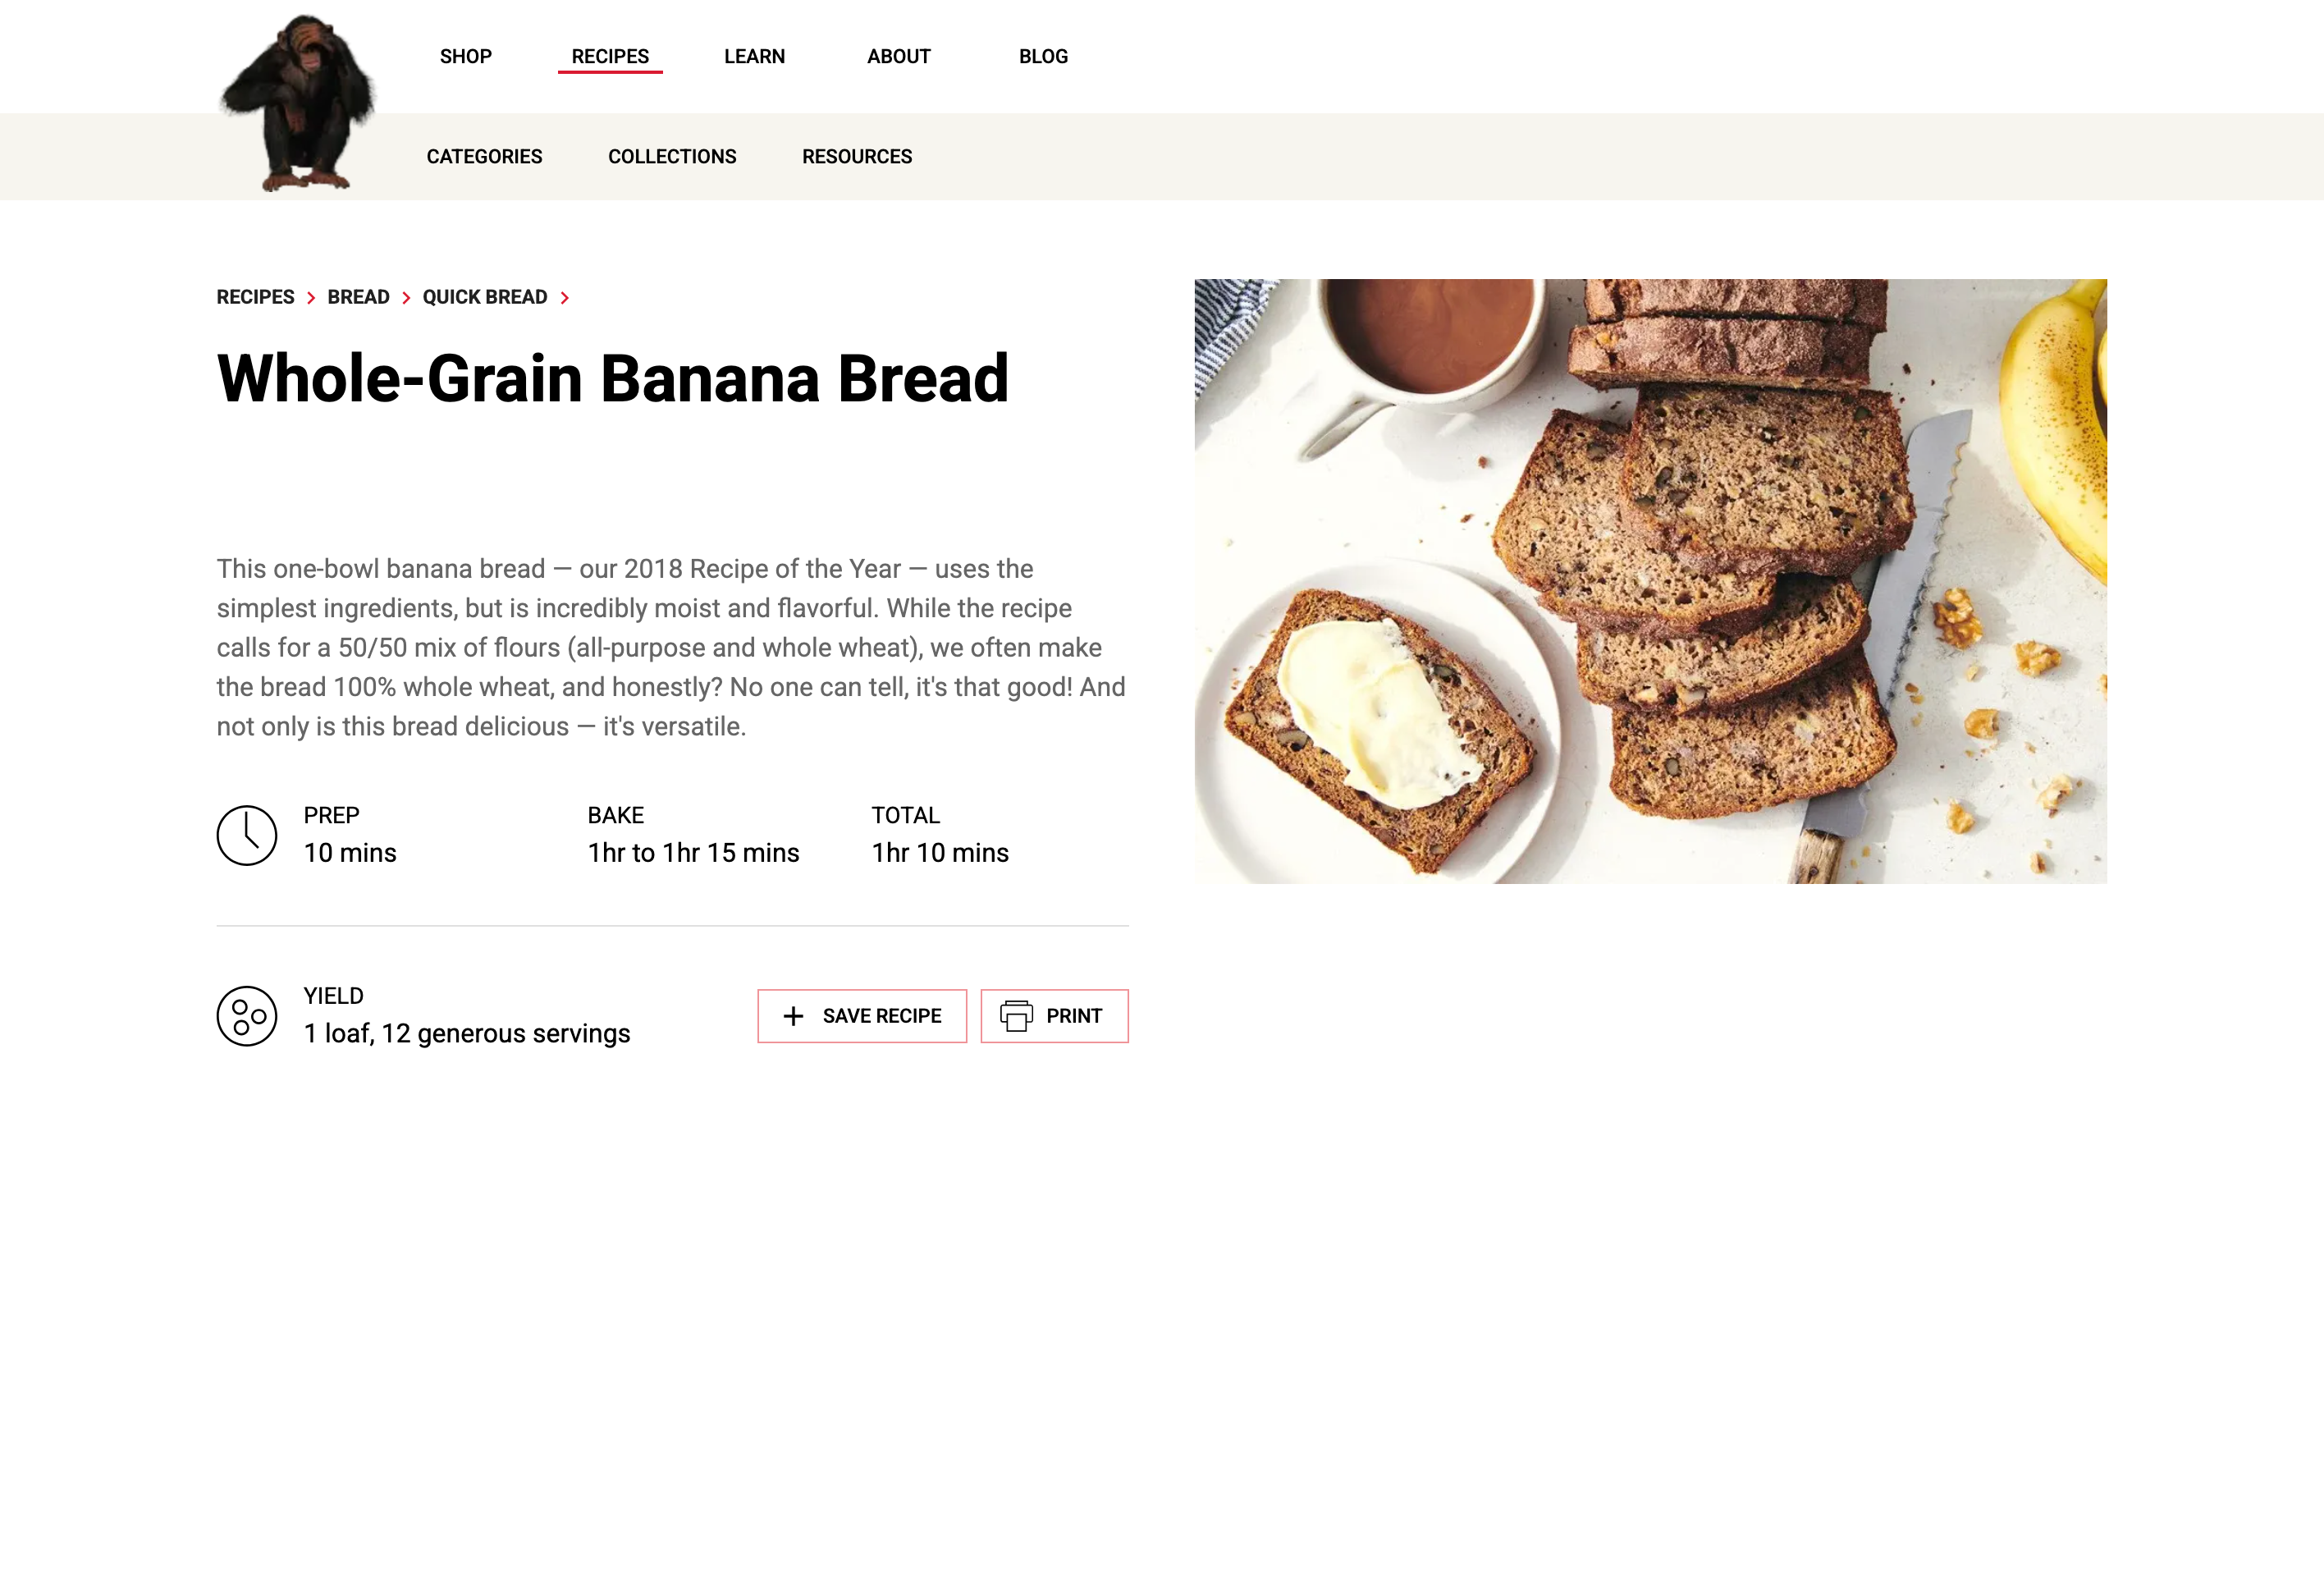 SHOP RECIPES LEARN ABOUT BLOG
CATEGORIES COLLECTIONS RESOURCES
RECIPES > BREAD > QUICK BREAD >
Whole-Grain Banana Bread
This one-bowl banana bread — our 2018 Recipe of the Year — uses the
simplest ingredients, but is incredibly moist and flavorful. While the recipe
calls for a 50/50 mix of flours (all-purpose and whole wheat), we often make
the bread 100% whole wheat, and honestly? No one can tell, it's that good! And
not only is this bread delicious — it's versatile.
PREP BAKE TOTAL
10 mins 1hr to 1hr 15 mins 1hr 10 mins
YIELD
1 loaf, 12 generous servings
SAVE RECIPE PRINT